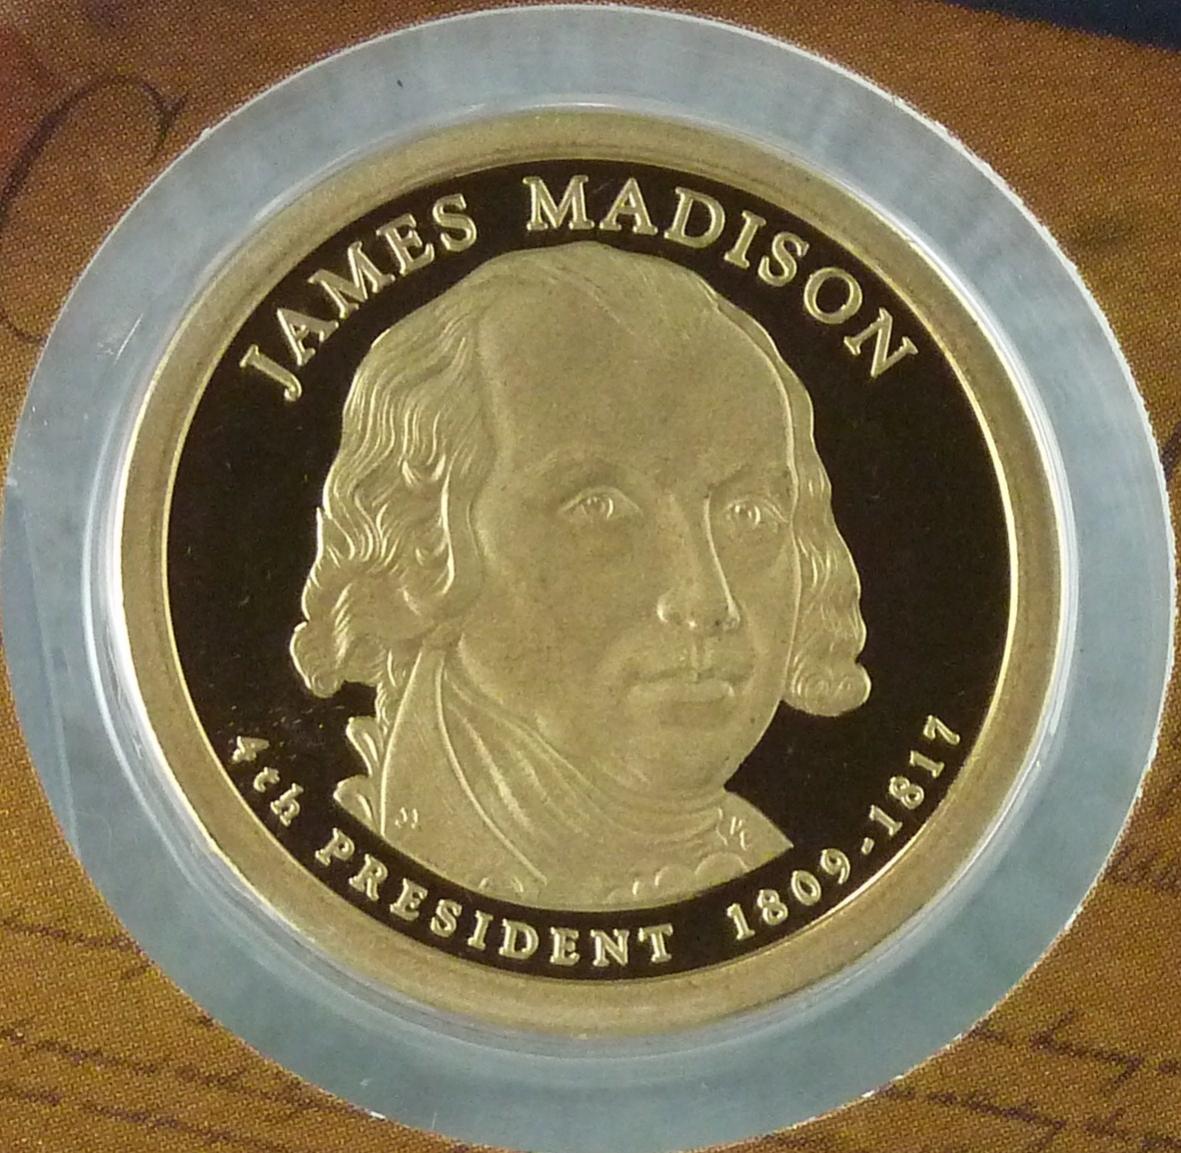 JAMES MADISON
4th PRESIDENT 1809-1817